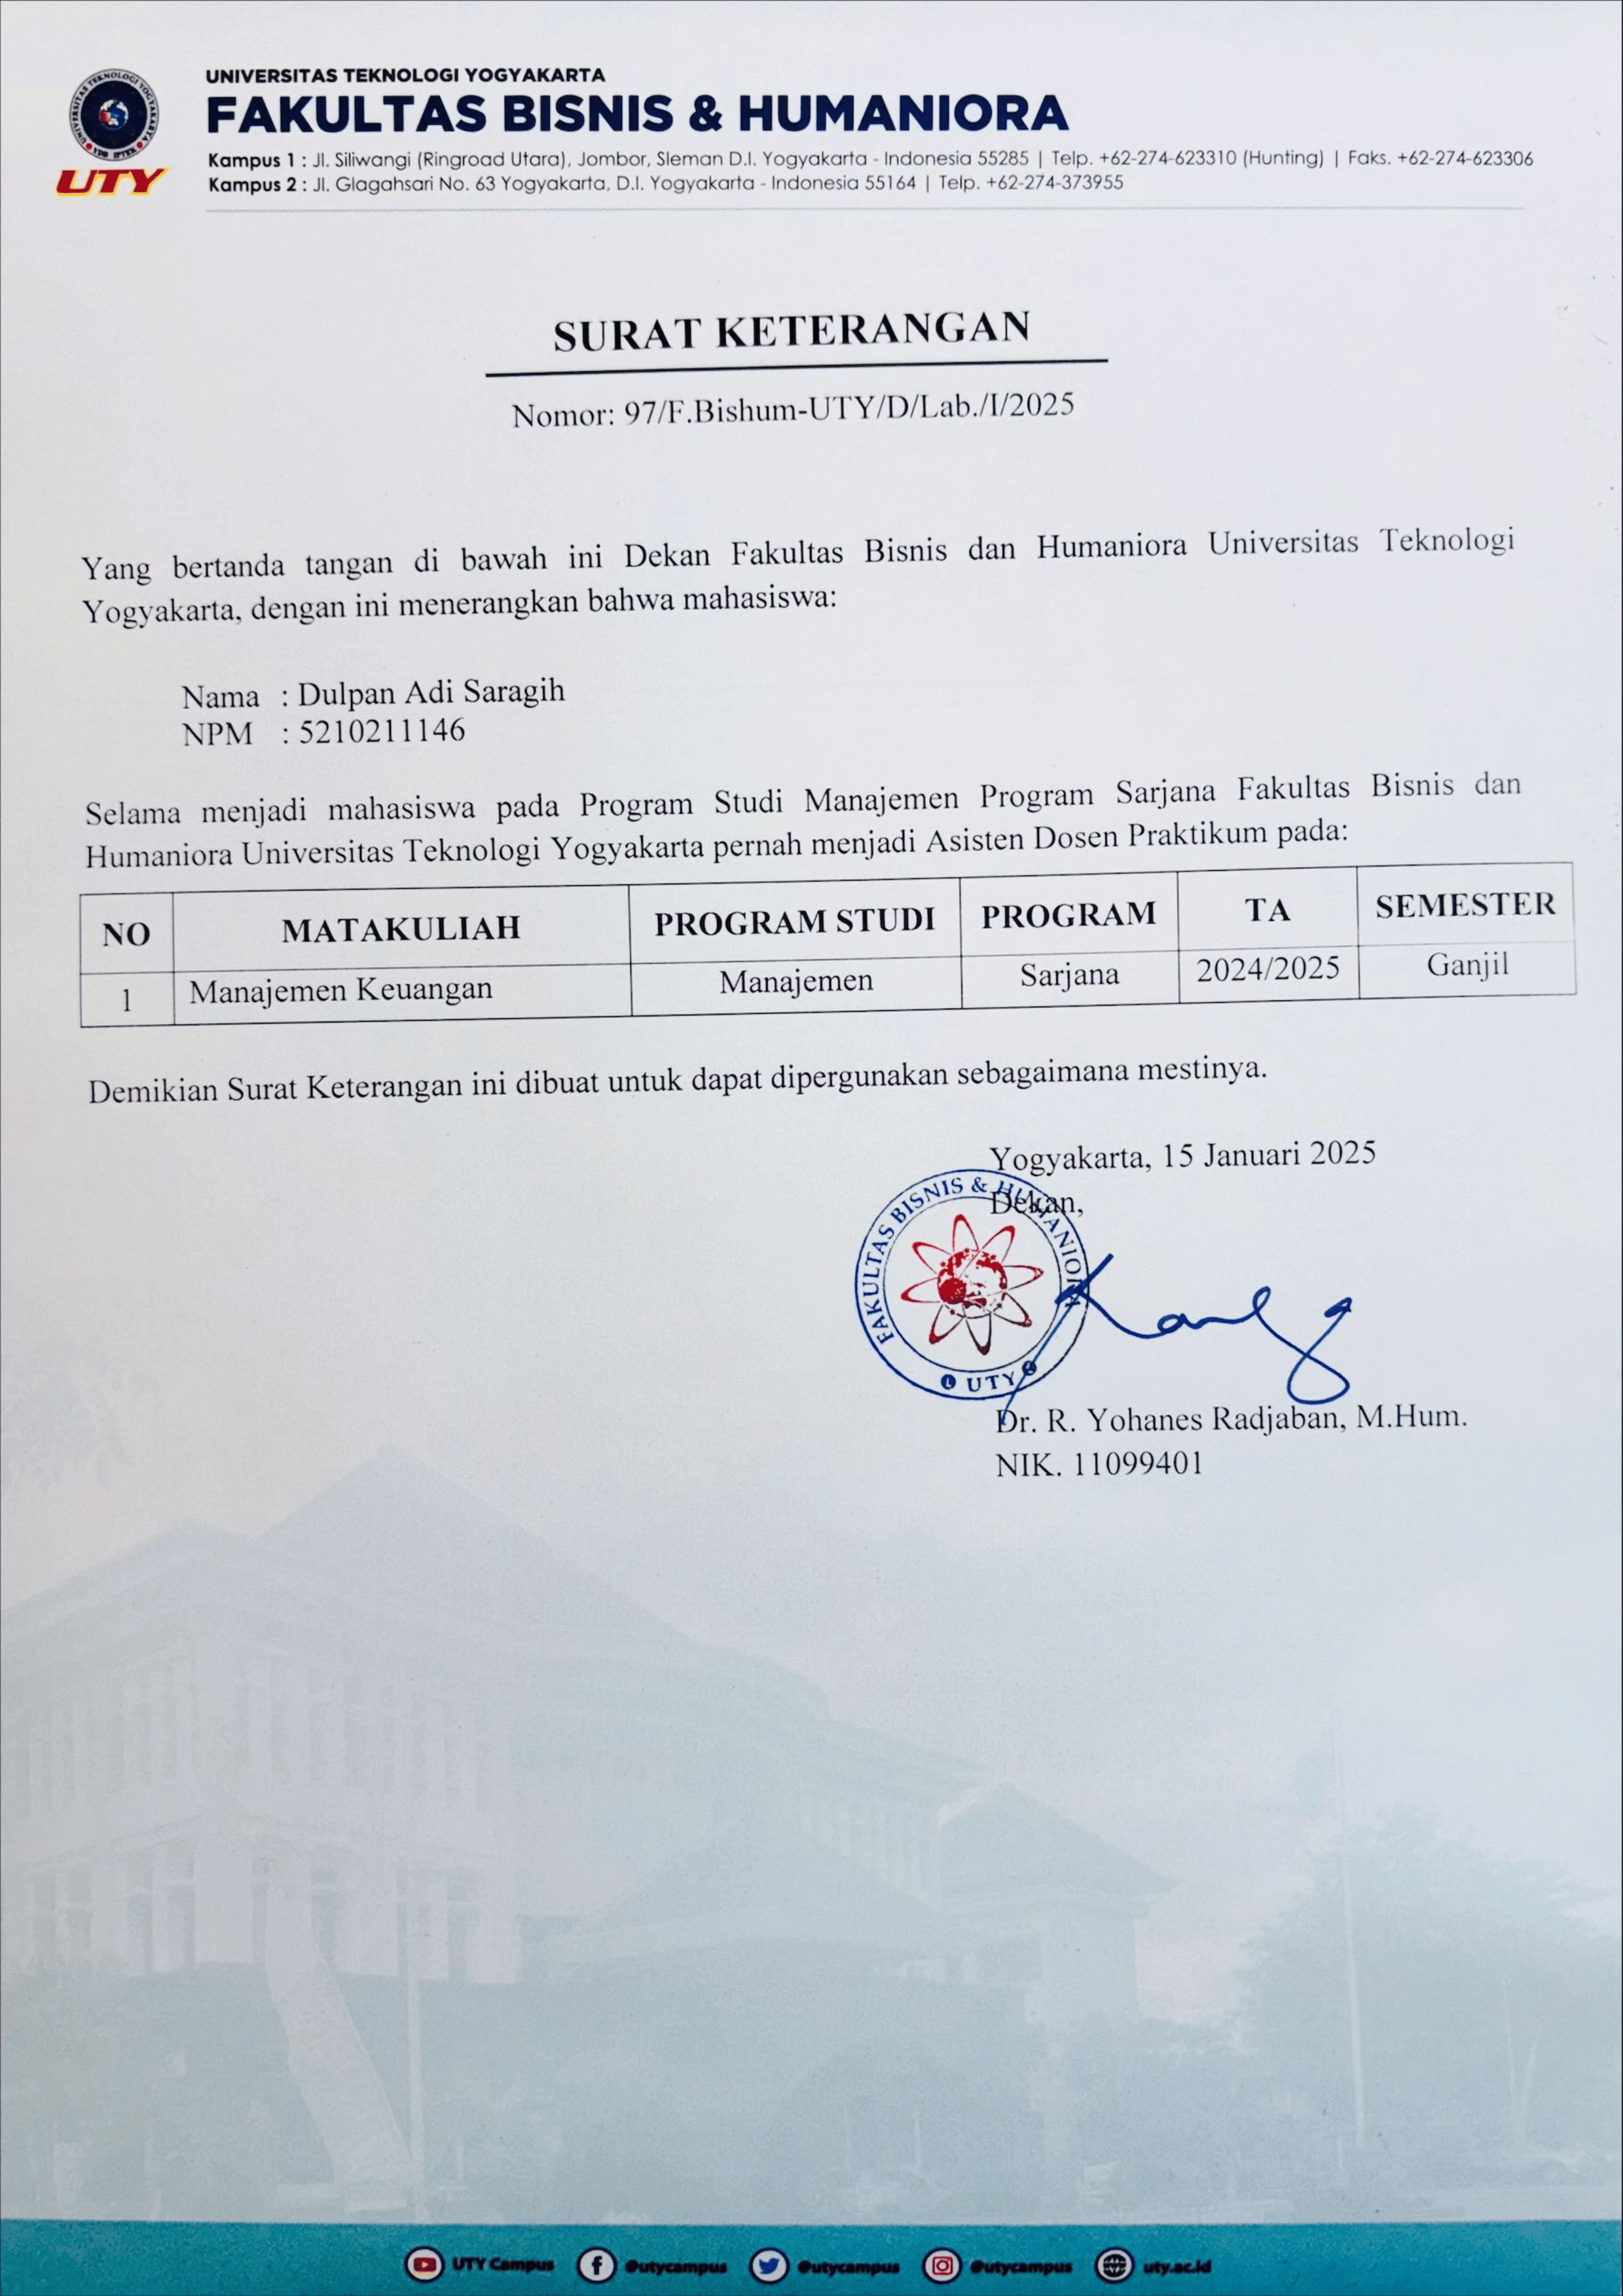 UNIVERSITAS TEKNOLOGI YOGYAKARTA
FAKULTAS BISNIS & HUMANIORA
Kampus 1 : Jl. Siliwangi (Ringroad Utara), Jombor, Sleman D.I. Yogyakarta - Indonesia 55285 | Telp. +62-274-623310 (Hunting) | Faks. +62-274-623306
Kampus 2 : Jl. Glagahsari No. 63 Yogyakarta, D.I. Yogyakarta - Indonesia 55164 | Telp. +62-274-373955
UNIVERSITAS TEKNOLOGI YOGYAKARTA
YDB IPTEK
UTY
SURAT KETERANGAN
Nomor: 97/F.Bishum-UTY/D/Lab./I/2025
Yang bertanda tangan di bawah ini Dekan Fakultas Bisnis dan Humaniora Universitas Teknologi
Yogyakarta, dengan ini menerangkan bahwa mahasiswa:
Nama : Dulpan Adi Saragih
NPM : 5210211146
Selama menjadi mahasiswa pada Program Studi Manajemen Program Sarjana Fakultas Bisnis dan
Humaniora Universitas Teknologi Yogyakarta pernah menjadi Asisten Dosen Praktikum pada:
NO MATAKULIAH PROGRAM STUDI PROGRAM TA SEMESTER
1 Manajemen Keuangan Manajemen Sarjana 2024/2025 Ganjil
Demikian Surat Keterangan ini dibuat untuk dapat dipergunakan sebagaimana mestinya.
Yogyakarta, 15 Januari 2025
Dekan,
FAKULTAS BISNIS & HUMANIORA
UTY
Dr. R. Yohanes Radjaban, M.Hum.
NIK. 11099401
UTY Campus @utycampus @utycampus @utycampus uty.ac.id